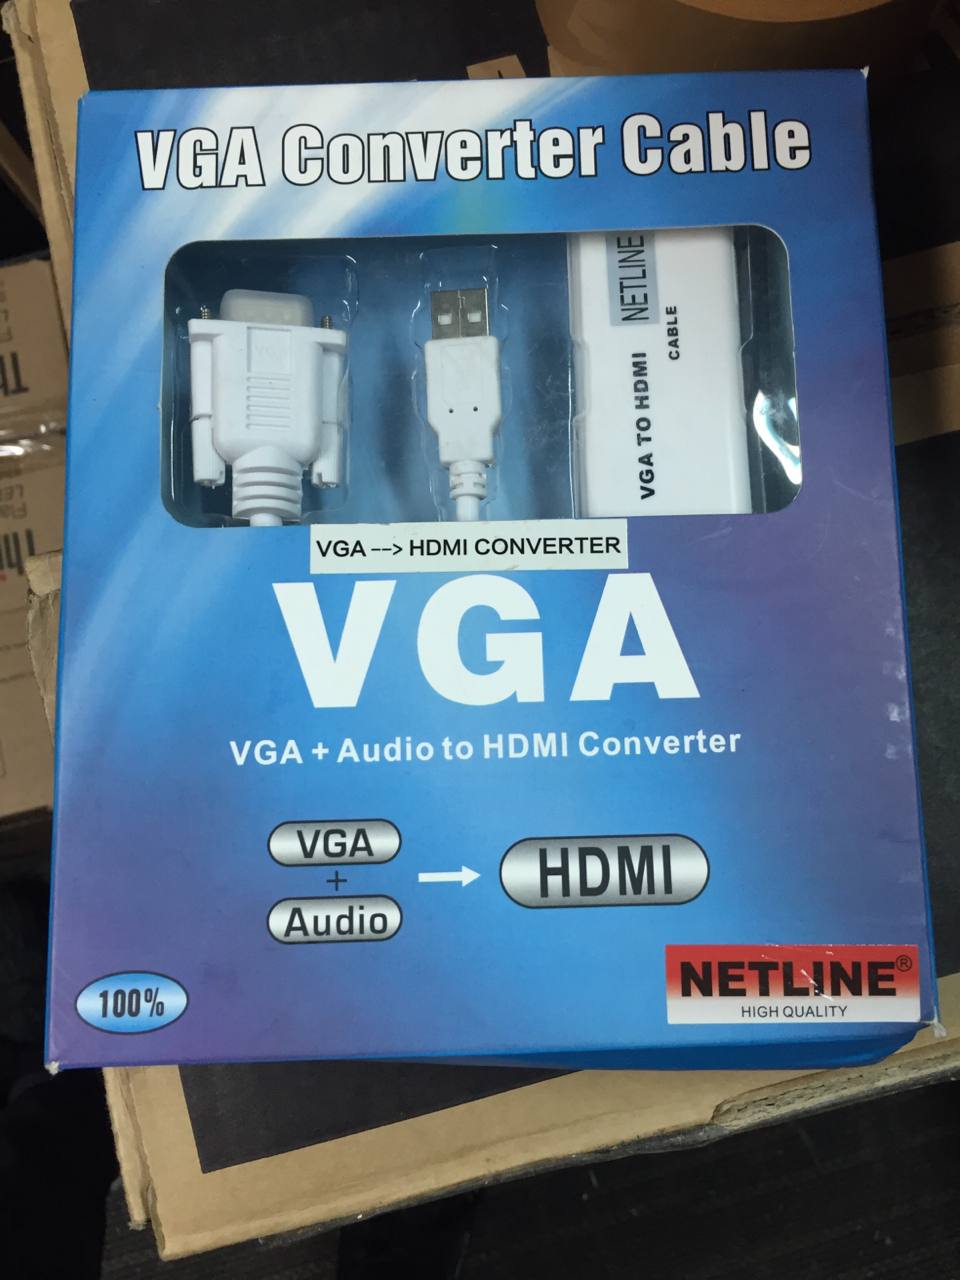 VGA Converter Cable
NETLINE
VGA TO HDMI
CABLE
VGA --> HDMI CONVERTER
VGA
VGA + Audio to HDMI Converter
VGA
+
Audio
HDMI
100%
NETLINE®
HIGH QUALITY